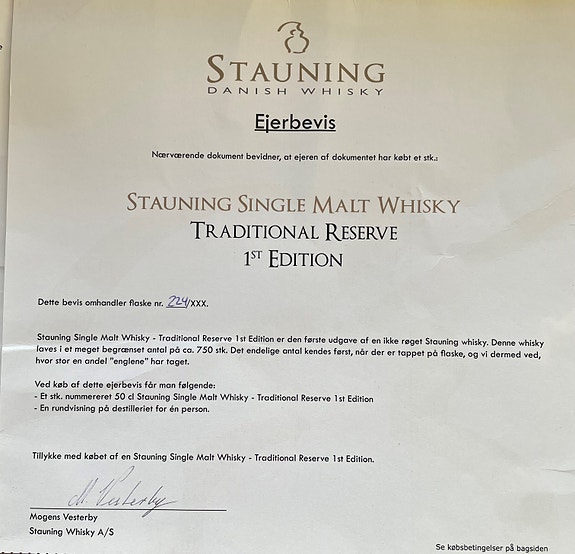 STAUNING
DANISH WHISKY
Ejerbevis
Nærværende dokument bevidner, at ejeren af dokumentet har købt et stk.:
STAUNING SINGLE MALT WHISKY
TRADITIONAL RESERVE
1ST EDITION
Dette bevis omhandler flaske nr. 224/XXX.
Stauning Single Malt Whisky - Traditional Reserve 1st Edition er den første udgave af en ikke røget Stauning whisky. Denne whisky
laves i et meget begrænset antal på ca. 750 stk. Det endelige antal kendes først, når der er tappet på flaske, og vi dermed ved,
hvor stor en andel "englene" har taget.
Ved køb af dette ejerbevis får man følgende:
- Et stk. nummereret 50 cl Stauning Single Malt Whisky - Traditional Reserve 1st Edition
- En rundvisning på destilleriet for én person.
Tillykke med købet af en Stauning Single Malt Whisky - Traditional Reserve 1st Edition.
M. Vesterby
Mogens Vesterby
Stauning Whisky A/S
Se købsbetingelser på bagsiden